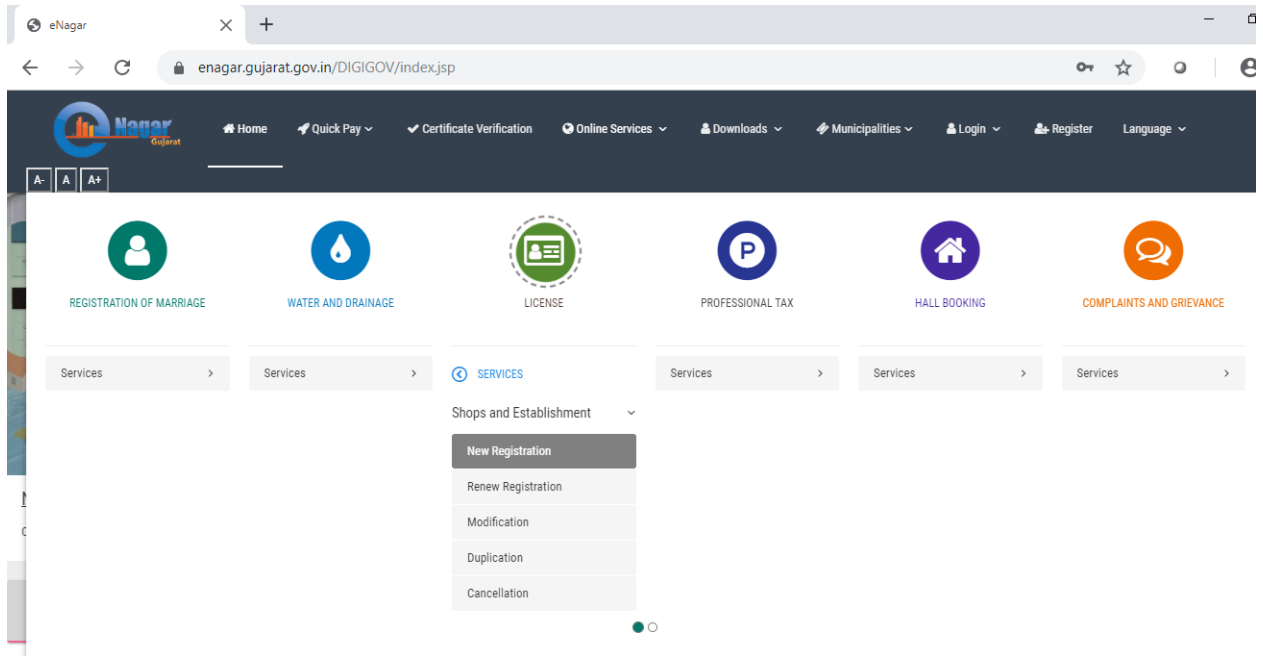 eNagar
enagar.gujarat.gov.in/DIGIGOV/index.jsp
Nagar
Gujarat
Home
Quick Pay
Certificate Verification
Online Services
Downloads
Municipalities
Login
Register
Language
A- A A+
REGISTRATION OF MARRIAGE
WATER AND DRAINAGE
LICENSE
P
PROFESSIONAL TAX
HALL BOOKING
COMPLAINTS AND GRIEVANCE
Services
Services
SERVICES
Services
Services
Services
Shops and Establishment
New Registration
Renew Registration
Modification
Duplication
Cancellation